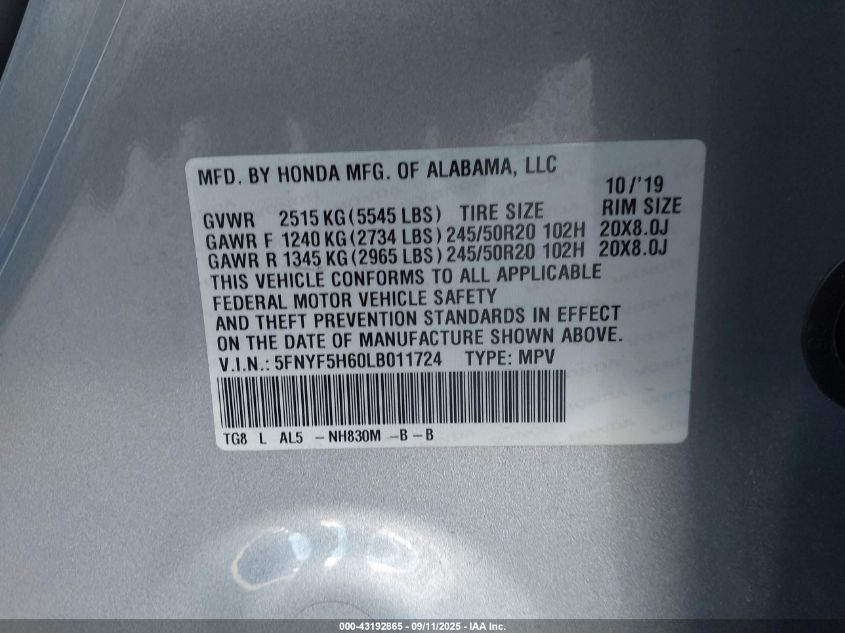 MFD. BY HONDA MFG. OF ALABAMA, LLC
10/'19
GVWR 2515 KG (5545 LBS) TIRE SIZE RIM SIZE
GAWR F 1240 KG (2734 LBS) 245/50R20 102H 20X8.0J
GAWR R 1345 KG (2965 LBS) 245/50R20 102H 20X8.0J
THIS VEHICLE CONFORMS TO ALL APPLICABLE
FEDERAL MOTOR VEHICLE SAFETY
AND THEFT PREVENTION STANDARDS IN EFFECT
ON THE DATE OF MANUFACTURE SHOWN ABOVE.
V.I.N.: 5FNYF5H60LB011724 TYPE: MPV
TG8 L AL5 - NH830M - B - B
000-43192865 - 09/11/2025 - IAA Inc.